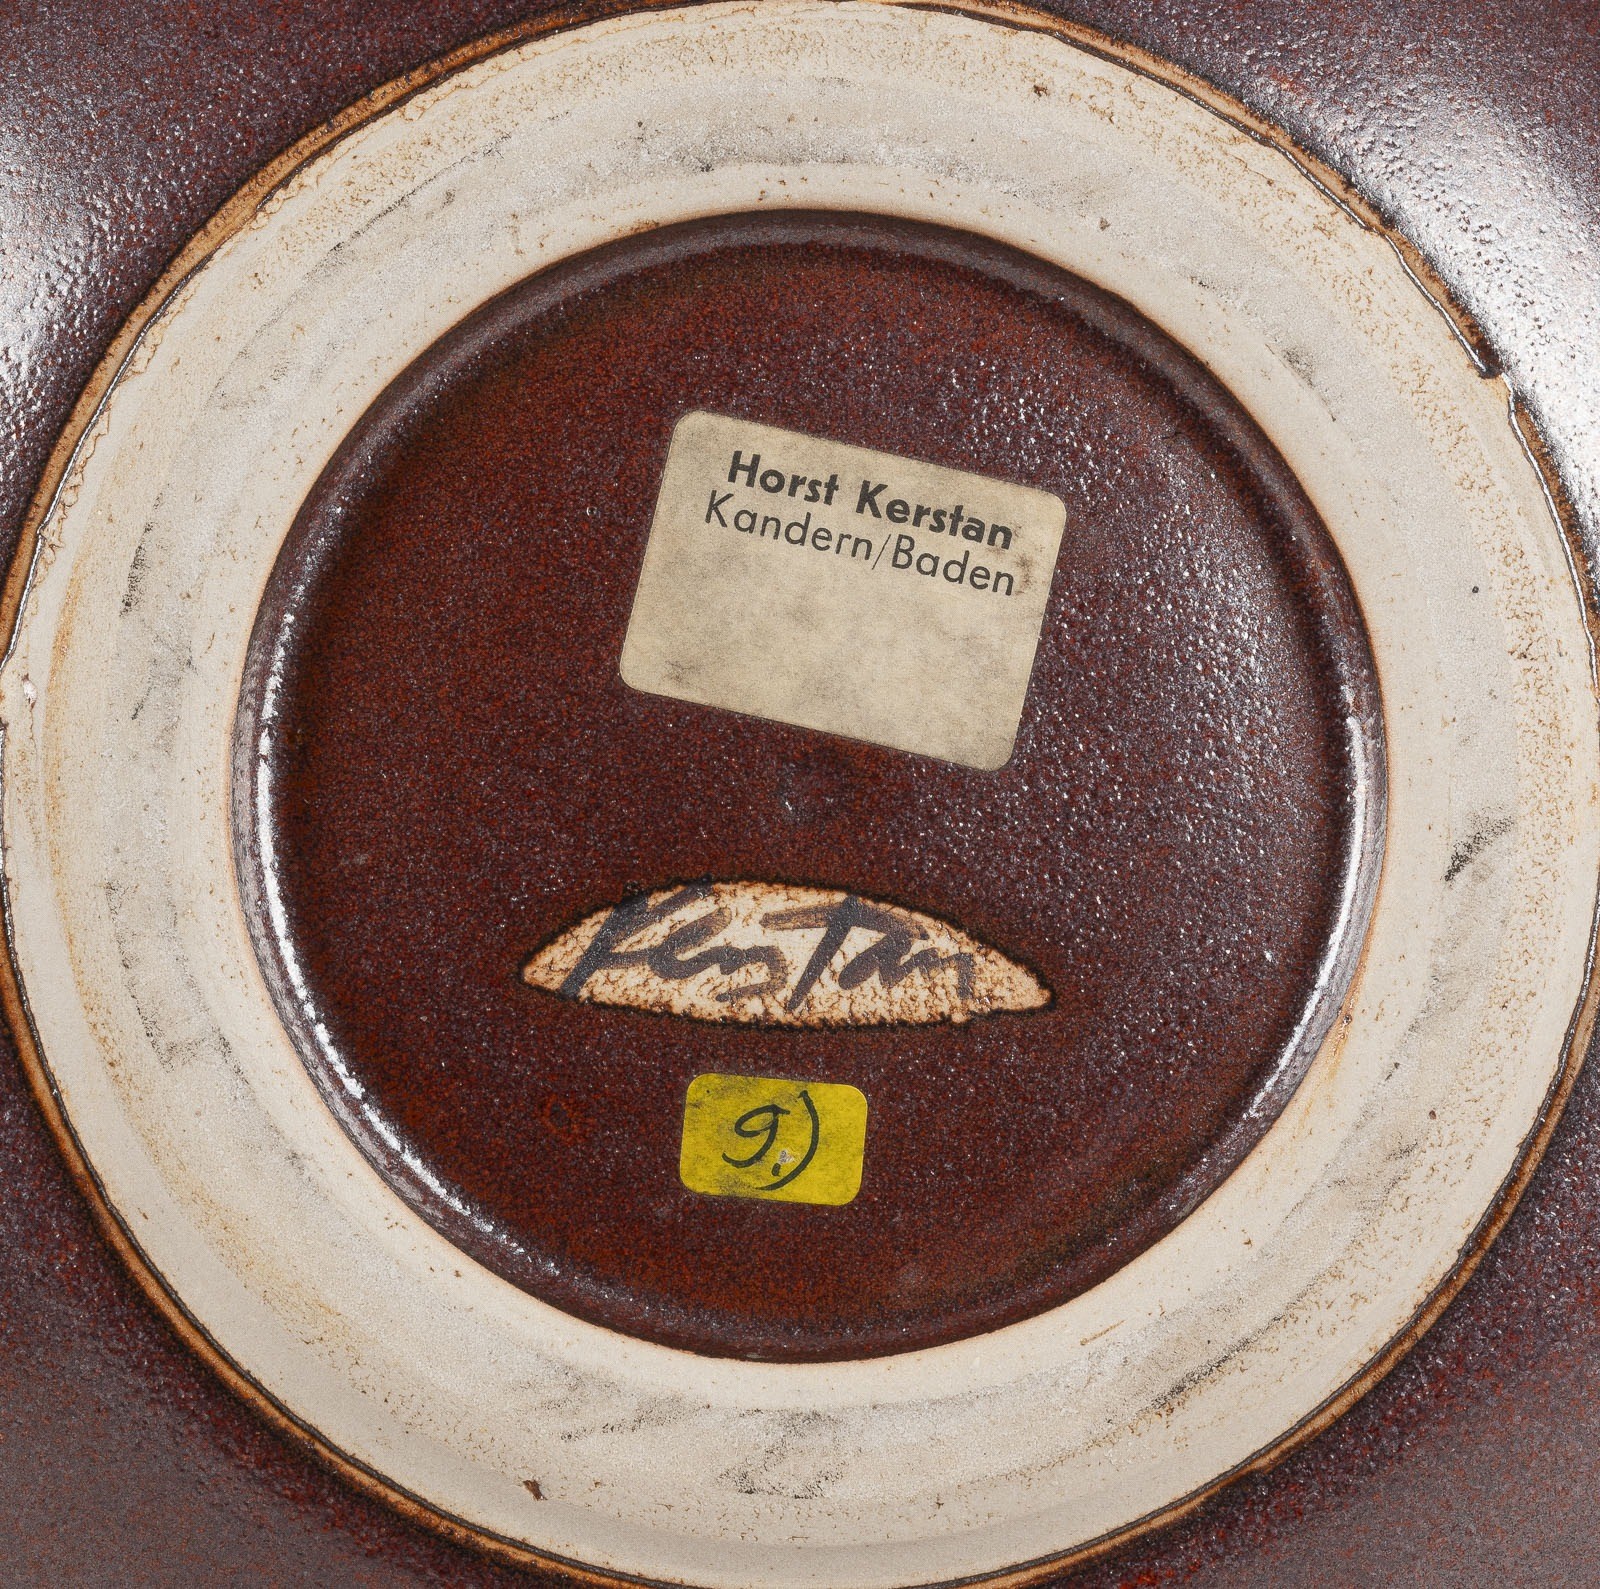 Horst Kerstan
Kandern/Baden
KersTan
9.)